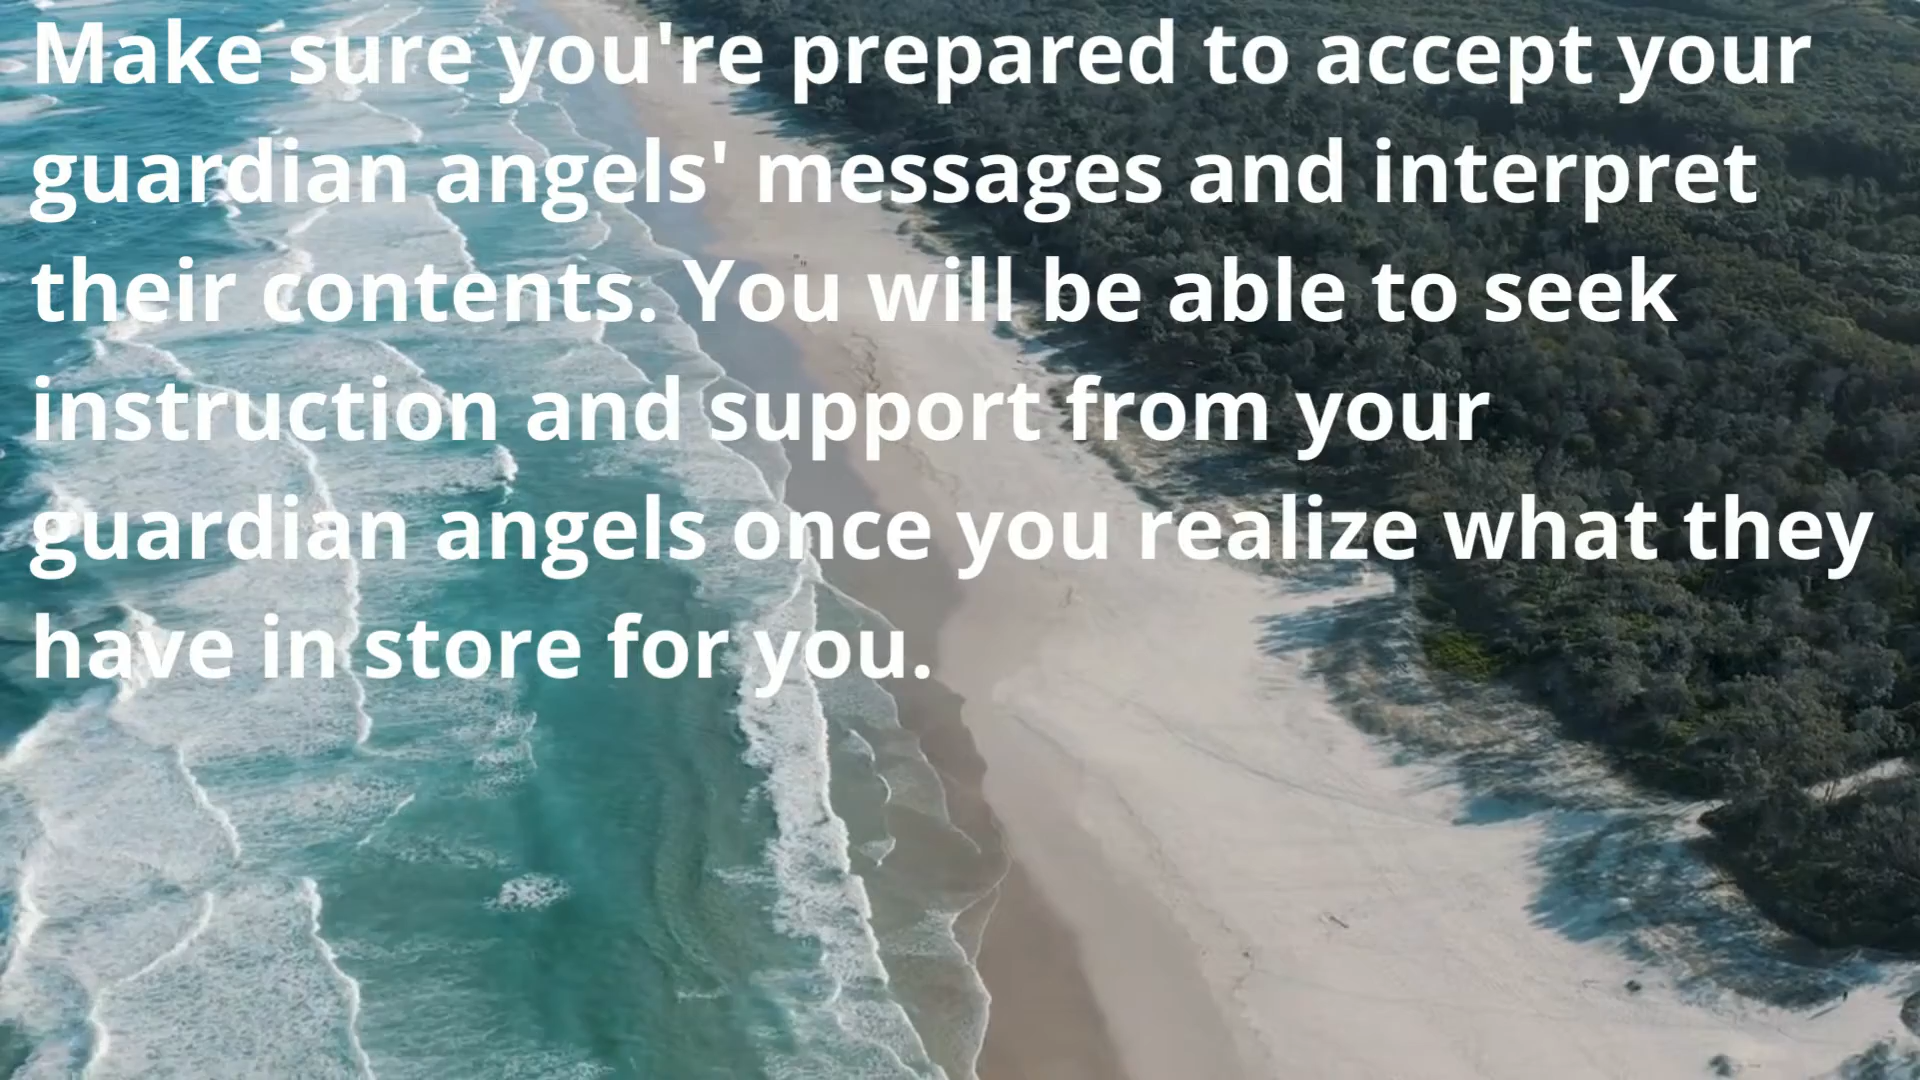 Make sure you're prepared to accept your
guardian angels' messages and interpret
their contents. You will be able to seek
instruction and support from your
guardian angels once you realize what they
have in store for you.